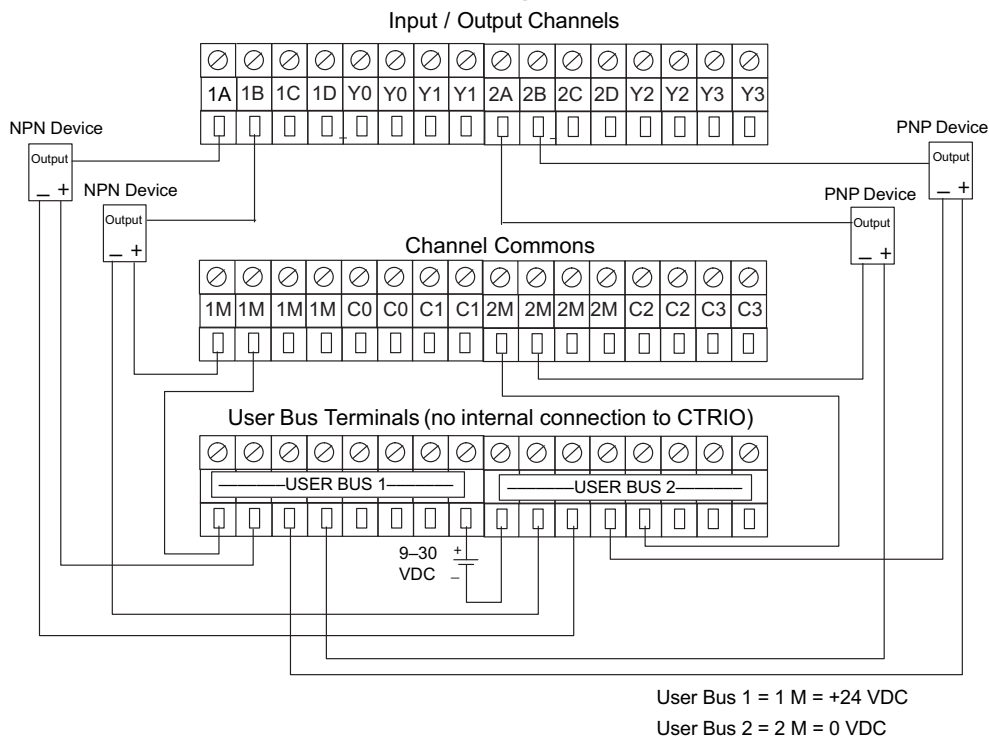 Input / Output Channels
1A 1B 1C 1D Y0 Y0 Y1 Y1 2A 2B 2C 2D Y2 Y2 Y3 Y3
NPN Device
Output
– +
NPN Device
Output
– +
PNP Device
Output
– +
PNP Device
Output
– +
Channel Commons
1M 1M 1M 1M C0 C0 C1 C1 2M 2M 2M 2M C2 C2 C3 C3
User Bus Terminals (no internal connection to CTRIO)
USER BUS 1
USER BUS 2
9–30
VDC
+
–
User Bus 1 = 1 M = +24 VDC
User Bus 2 = 2 M = 0 VDC